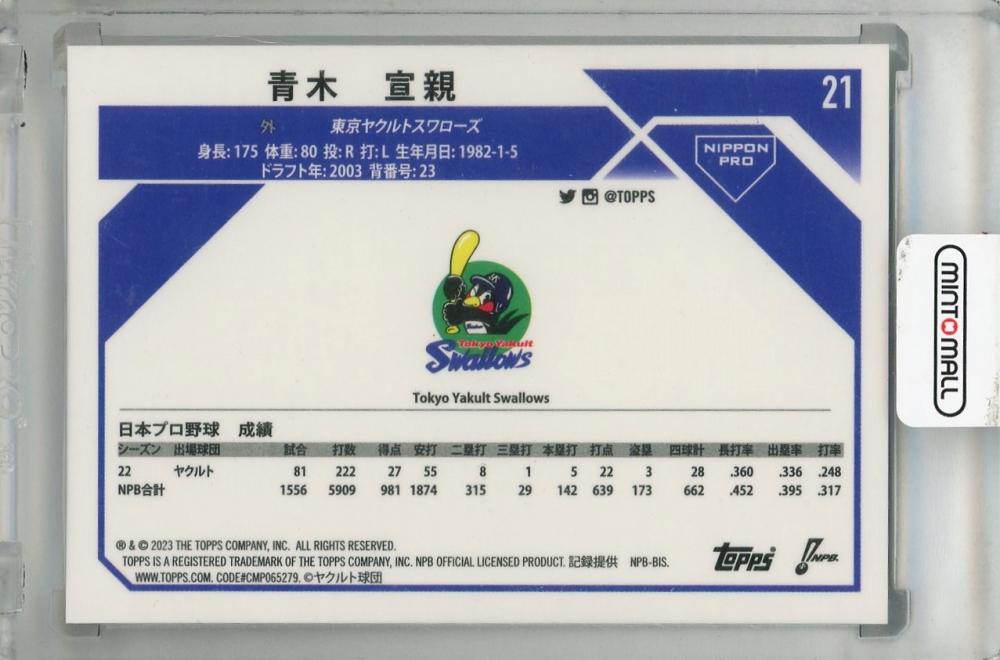 青木 宣親
21
外 東京ヤクルトスワローズ
身長: 175 体重: 80 投: R 打: L 生年月日: 1982-1-5
ドラフト年: 2003 背番号: 23
NIPPON
PRO
@TOPPS
Tokyo Yakult
Swallows
Tokyo Yakult Swallows
日本プロ野球 成績
シーズン 出場球団 試合 打数 得点 安打 二塁打 三塁打 本塁打 打点 盗塁 四球計 長打率 出塁率 打率
22 ヤクルト 81 222 27 55 8 1 5 22 3 28 .360 .336 .248
NPB合計 1556 5909 981 1874 315 29 142 639 173 662 .452 .395 .317
® & © 2023 THE TOPPS COMPANY, INC. ALL RIGHTS RESERVED.
TOPPS IS A REGISTERED TRADEMARK OF THE TOPPS COMPANY, INC. NPB OFFICIAL LICENSED PRODUCT. 記録提供 NPB-BIS.
WWW.TOPPS.COM. CODE#CMP065279. ©ヤクルト球団
Topps
NPB.
MINT MALL